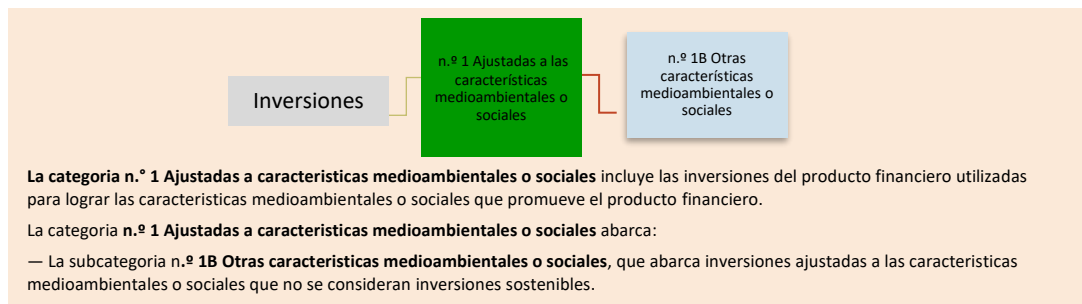 Inversiones
n.º 1 Ajustadas a las
características
medioambientales o
sociales
n.º 1B Otras
características
medioambientales o
sociales
La categoria n.° 1 Ajustadas a caracteristicas medioambientales o sociales incluye las inversiones del producto financiero utilizadas
para lograr las caracteristicas medioambientales o sociales que promueve el producto financiero.
La categoria n.º 1 Ajustadas a caracteristicas medioambientales o sociales abarca:
— La subcategoria n.º 1B Otras caracteristicas medioambientales o sociales, que abarca inversiones ajustadas a las caracteristicas
medioambientales o sociales que no se consideran inversiones sostenibles.